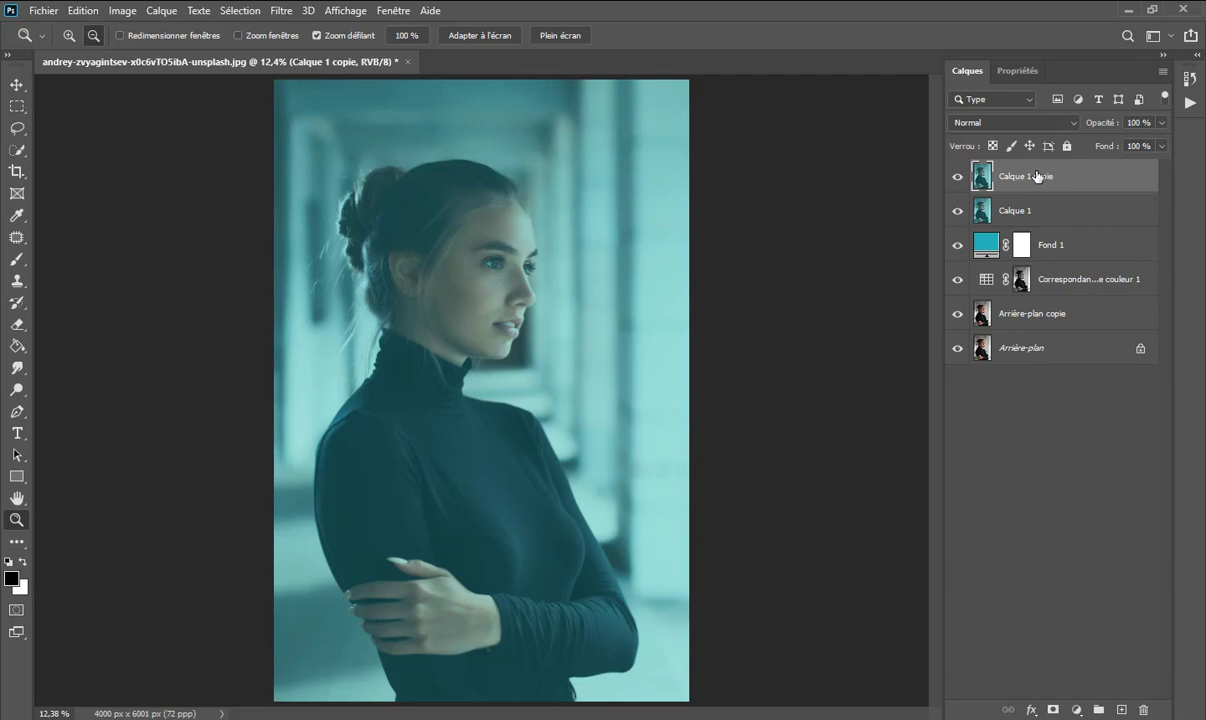 Ps Fichier Edition Image Calque Texte Sélection Filtre 3D Affichage Fenêtre Aide
Redimensionner fenêtres Zoom fenêtres Zoom défilant 100 % Adapter à l'écran Plein écran
andrey-zvyagintsev-x0c6vTO5ibA-unsplash.jpg @ 12,4% (Calque 1 copie, RVB/8) * ×
Calques Propriétés
Type
Normal Opacité : 100 %
Verrou : Fond : 100 %
Calque 1 copie
Calque 1
Fond 1
Correspondan...e couleur 1
Arrière-plan copie
Arrière-plan
12,38 % 4000 px x 6001 px (72 ppp)